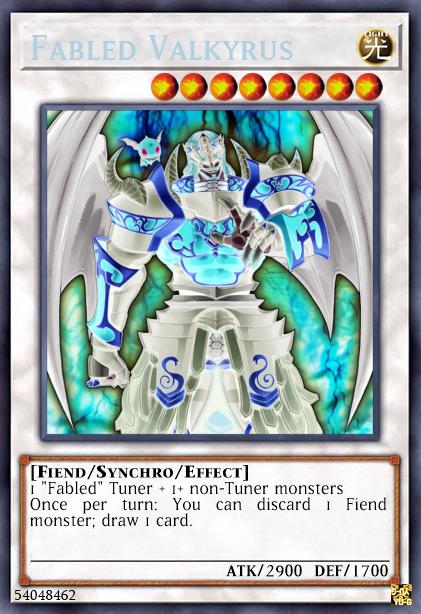 Fabled Valkyrus
LIGHT
光
[Fiend/Synchro/Effect]
1 "Fabled" Tuner + 1+ non-Tuner monsters
Once per turn: You can discard 1 Fiend
monster; draw 1 card.
ATK/2900 DEF/1700
54048462